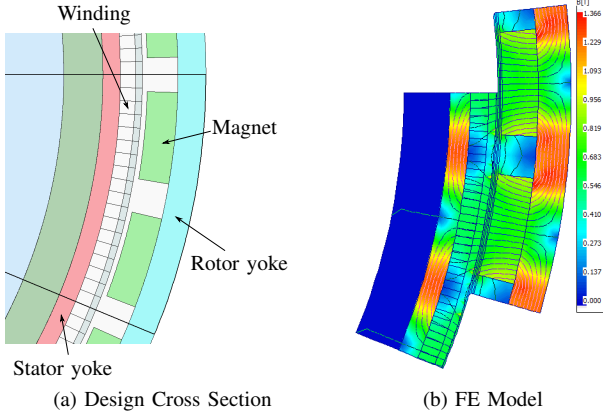 Winding
Magnet
Rotor yoke
Stator yoke
(a) Design Cross Section
B[T]
1.366
1.229
1.093
0.956
0.820
0.683
0.546
0.410
0.273
0.137
0.000
(b) FE Model